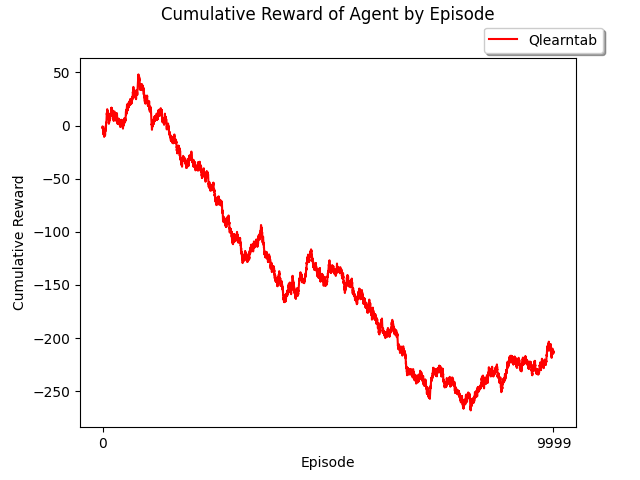 Cumulative Reward of Agent by Episode
Qlearntab
50
0
−50
−100
−150
−200
−250
Cumulative Reward
0
9999
Episode